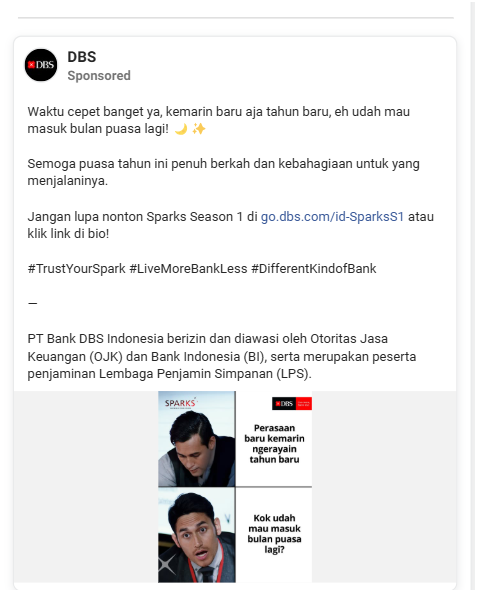 DBS
Sponsored
Waktu cepet banget ya, kemarin baru aja tahun baru, eh udah mau
masuk bulan puasa lagi! 🌙 ✨
Semoga puasa tahun ini penuh berkah dan kebahagiaan untuk yang
menjalaninya.
Jangan lupa nonton Sparks Season 1 di go.dbs.com/id-SparksS1 atau
klik link di bio!
#TrustYourSpark #LiveMoreBankLess #DifferentKindofBank
—
PT Bank DBS Indonesia berizin dan diawasi oleh Otoritas Jasa
Keuangan (OJK) dan Bank Indonesia (BI), serta merupakan peserta
penjaminan Lembaga Penjamin Simpanan (LPS).
SPARKS
DBS
Perasaan
baru kemarin
ngerayain
tahun baru
Kok udah
mau masuk
bulan puasa
lagi?